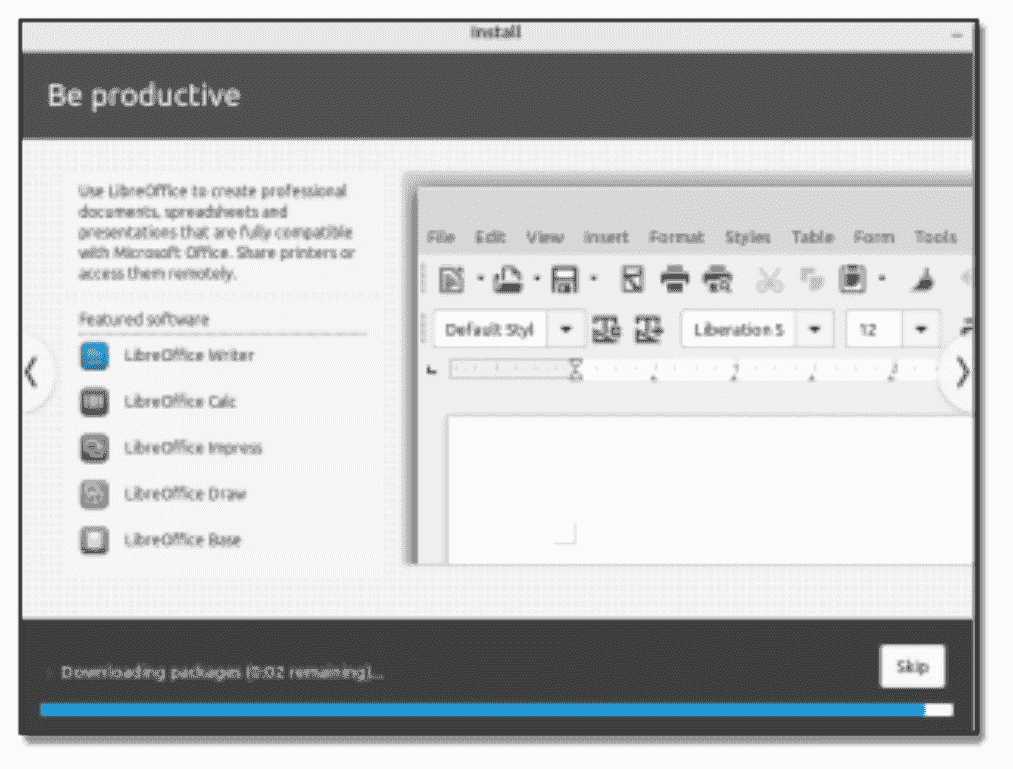 Install
Be productive
Use LibreOffice to create professional
documents, spreadsheets and
presentations that are fully compatible
with Microsoft Office. Share printers or
access them remotely.
Featured software
LibreOffice Writer
LibreOffice Calc
LibreOffice Impress
LibreOffice Draw
LibreOffice Base
File Edit View Insert Format Styles Table Form Tools
Default Styl Liberation S 12
Downloading packages (0:02 remaining)...
Skip